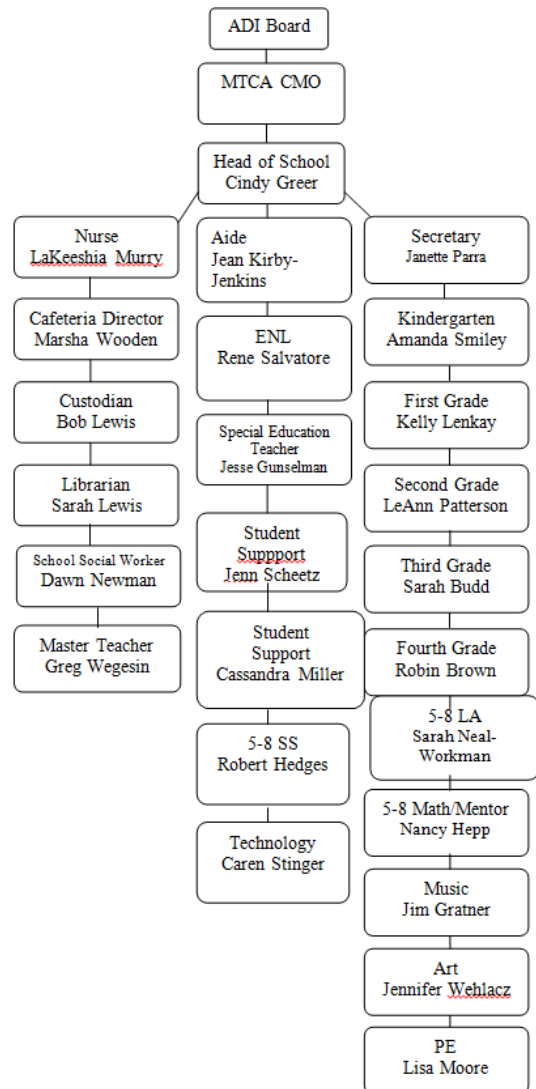 ADI Board
MTCA CMO
Head of School
Cindy Greer
Nurse
LaKeeshia Murry
Cafeteria Director
Marsha Wooden
Custodian
Bob Lewis
Librarian
Sarah Lewis
School Social Worker
Dawn Newman
Master Teacher
Greg Wegesin
Aide
Jean Kirby-
Jenkins
ENL
Rene Salvatore
Special Education
Teacher
Jesse Gunselman
Student
Suppport
Jenn Scheetz
Student
Support
Cassandra Miller
5-8 SS
Robert Hedges
Technology
Caren Stinger
Secretary
Janette Parra
Kindergarten
Amanda Smiley
First Grade
Kelly Lenkay
Second Grade
LeAnn Patterson
Third Grade
Sarah Budd
Fourth Grade
Robin Brown
5-8 LA
Sarah Neal-
Workman
5-8 Math/Mentor
Nancy Hepp
Music
Jim Gratner
Art
Jennifer Wehlacz
PE
Lisa Moore